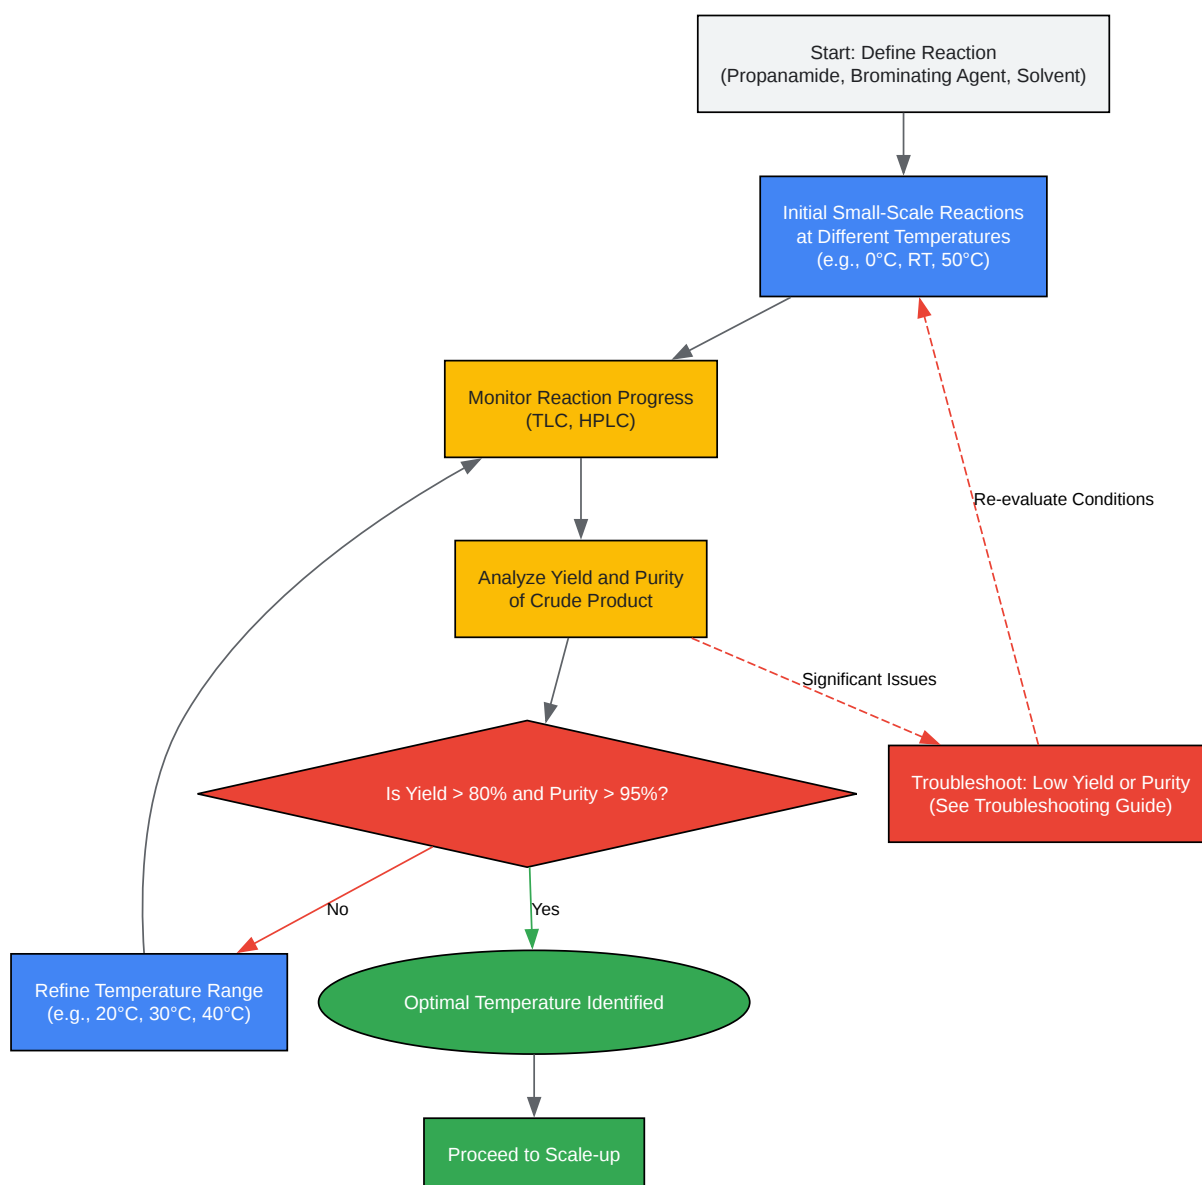 Start: Define Reaction
(Propanamide, Brominating Agent, Solvent)
Initial Small-Scale Reactions
at Different Temperatures
(e.g., 0°C, RT, 50°C)
Monitor Reaction Progress
(TLC, HPLC)
Re-evaluate Conditions
Analyze Yield and Purity
of Crude Product
Significant Issues
Is Yield > 80% and Purity > 95%?
Troubleshoot: Low Yield or Purity
(See Troubleshooting Guide)
No
Yes
Refine Temperature Range
(e.g., 20°C, 30°C, 40°C)
Optimal Temperature Identified
Proceed to Scale-up